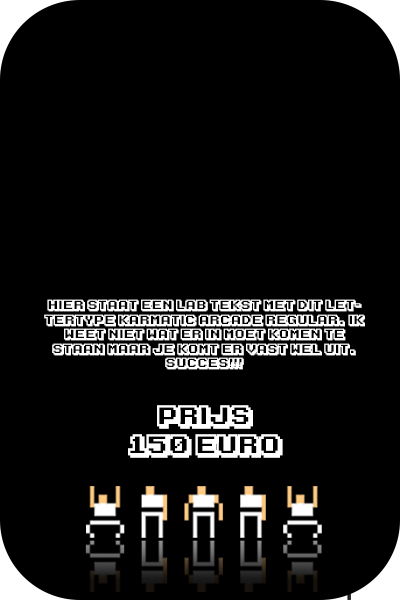 HIER STAAT EEN LAB TEKST MET DIT LET-
TERTYPE KARMATIC ARCADE REGULAR. IK
WEET NIET WAT ER IN MOET KOMEN TE
STAAN MAAR JE KOMT ER VAST WEL UIT.
SUCCES!!!
PRIJS
150 EURO